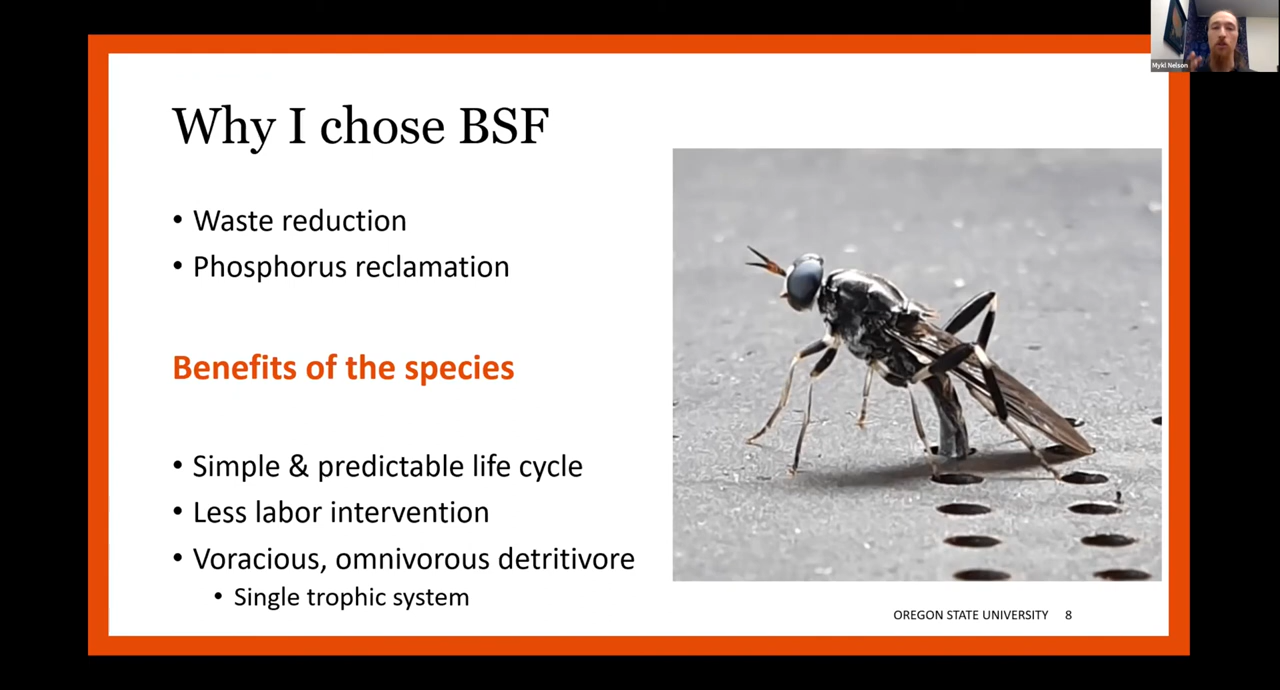 Mykl Nelson
Why I chose BSF
• Waste reduction
• Phosphorus reclamation
Benefits of the species
• Simple & predictable life cycle
• Less labor intervention
• Voracious, omnivorous detritivore
• Single trophic system
OREGON STATE UNIVERSITY 8